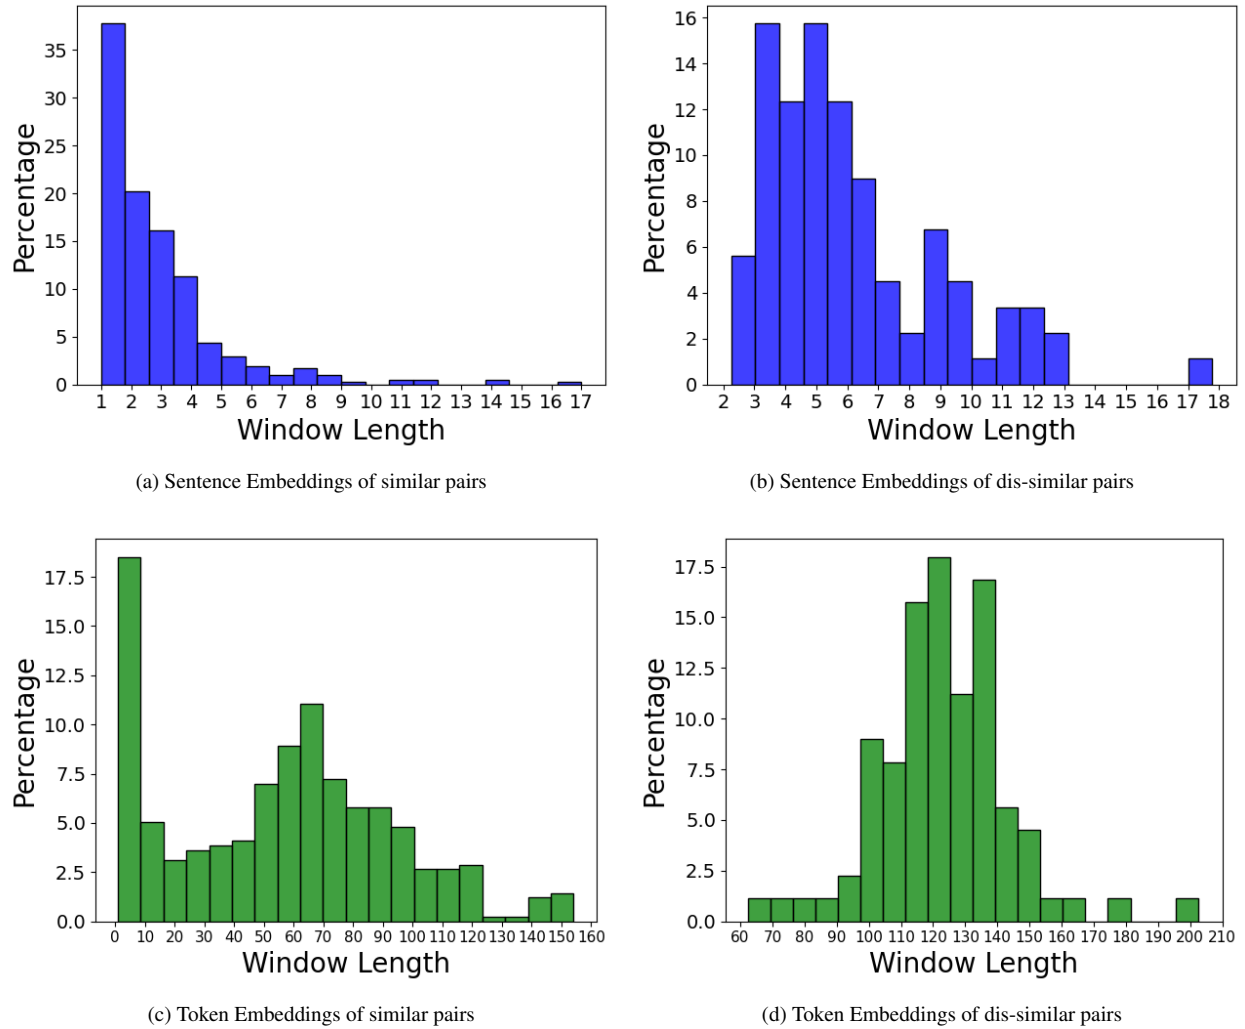 Percentage
35
30
25
20
15
10
5
0
1 2 3 4 5 6 7 8 9 10 11 12 13 14 15 16 17
Window Length
(a) Sentence Embeddings of similar pairs
Percentage
16
14
12
10
8
6
4
2
0
2 3 4 5 6 7 8 9 10 11 12 13 14 15 16 17 18
Window Length
(b) Sentence Embeddings of dis-similar pairs
Percentage
17.5
15.0
12.5
10.0
7.5
5.0
2.5
0.0
0 10 20 30 40 50 60 70 80 90 100 110 120 130 140 150 160
Window Length
(c) Token Embeddings of similar pairs
Percentage
17.5
15.0
12.5
10.0
7.5
5.0
2.5
0.0
60 70 80 90 100 110 120 130 140 150 160 170 180 190 200 210
Window Length
(d) Token Embeddings of dis-similar pairs